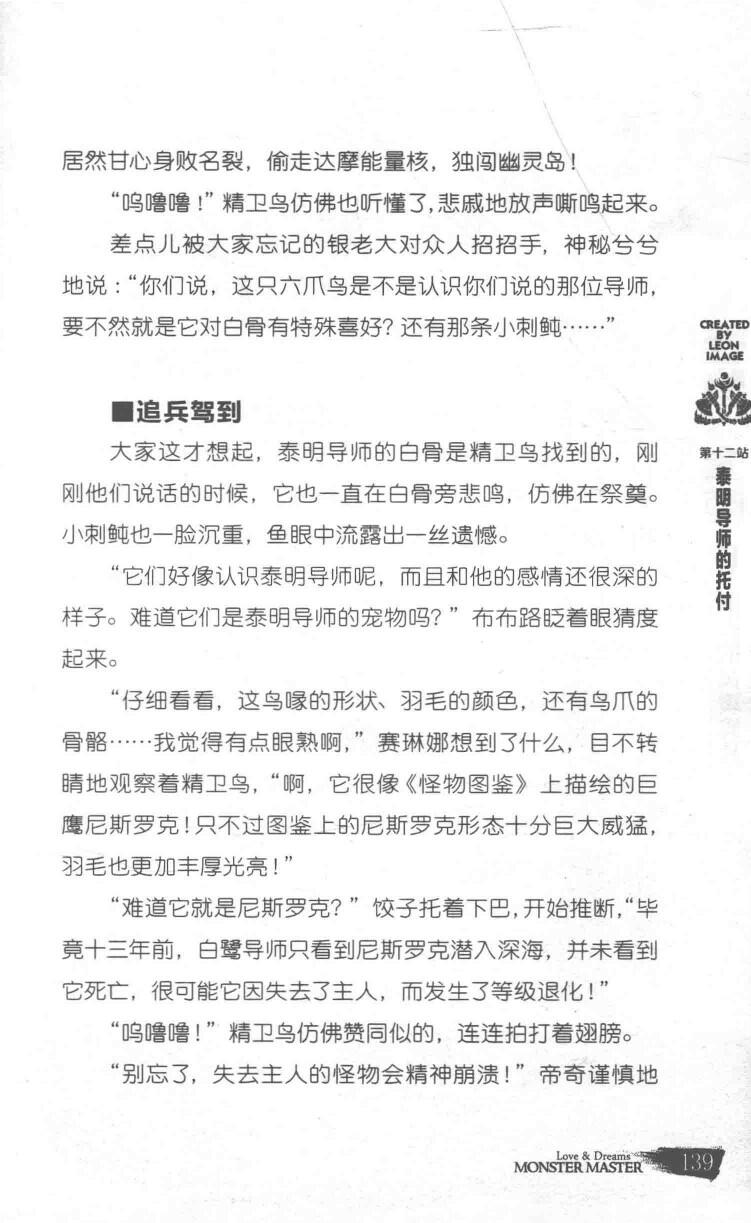 居然甘心身败名裂，偷走达摩能量核，独闯幽灵岛！
“呜噜噜！”精卫鸟仿佛也听懂了，悲戚地放声嘶鸣起来。
差点儿被大家忘记的银老大对众人招招手，神秘兮兮
地说：“你们说，这只六爪鸟是不是认识你们说的那位导师，
要不然就是它对白骨有特殊喜好？还有那条小刺鲀……”
■追兵驾到
大家这才想起，泰明导师的白骨是精卫鸟找到的，刚
刚他们说话的时候，它也一直在白骨旁悲鸣，仿佛在祭奠。
小刺鲀也一脸沉重，鱼眼中流露出一丝遗憾。
“它们好像认识泰明导师呢，而且和他的感情还很深的
样子。难道它们是泰明导师的宠物吗？”布布路眨着眼猜度
起来。
“仔细看看，这鸟喙的形状、羽毛的颜色，还有鸟爪的
骨骼……我觉得有点眼熟啊，”赛琳娜想到了什么，目不转
睛地观察着精卫鸟，“啊，它很像《怪物图鉴》上描绘的巨
鹰尼斯罗克！只不过图鉴上的尼斯罗克形态十分巨大威猛，
羽毛也更加丰厚光亮！”
“难道它就是尼斯罗克？”饺子托着下巴，开始推断，“毕
竟十三年前，白鹭导师只看到尼斯罗克潜入深海，并未看到
它死亡，很可能它因失去了主人，而发生了等级退化！”
“呜噜噜！”精卫鸟仿佛赞同似的，连连拍打着翅膀。
“别忘了，失去主人的怪物会精神崩溃！”帝奇谨慎地
CREATED
BY
LEON
IMAGE
第十二站
泰明导师的托付
Love & Dreams
MONSTER MASTER
139